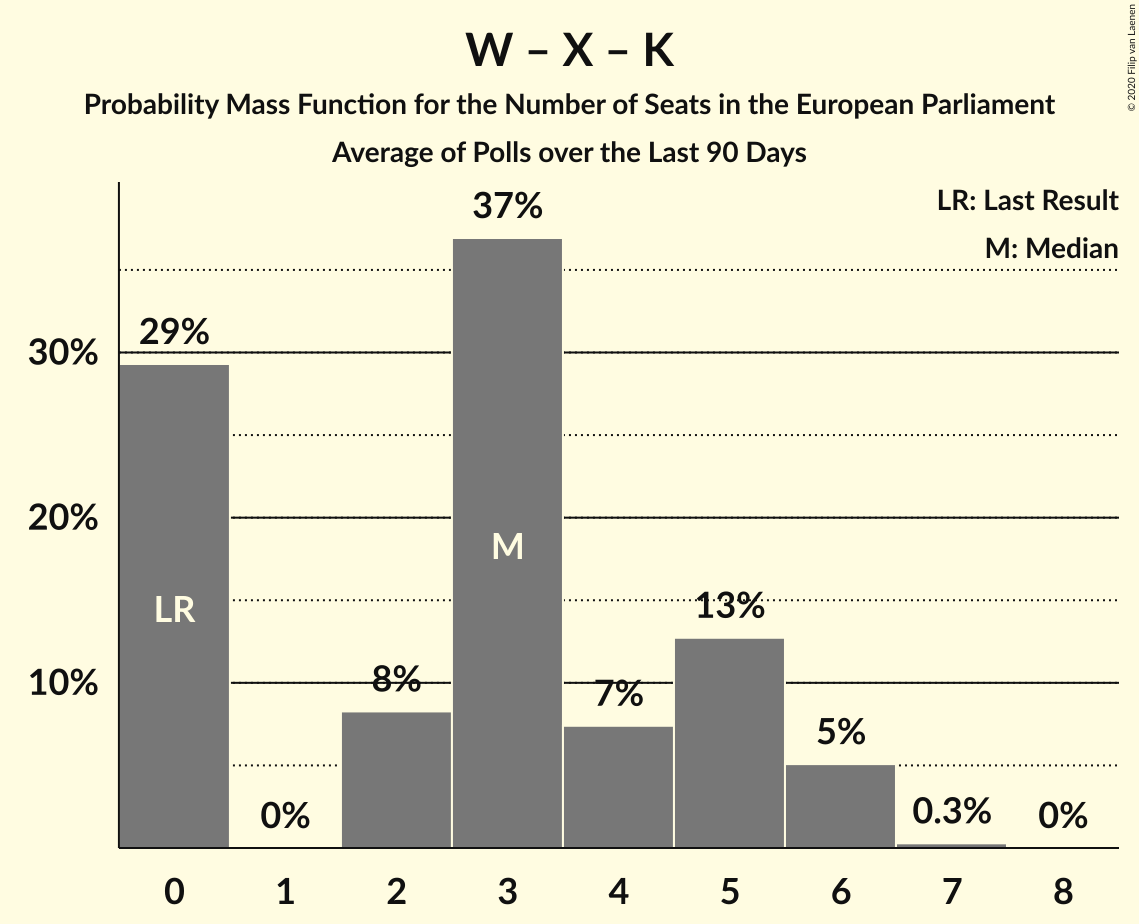 W – X – K
Probability Mass Function for the Number of Seats in the European Parliament
Average of Polls over the Last 90 Days
© 2020 Filip van Laenen
LR: Last Result
M: Median
37%
29%
30%
20%
M
LR
13%
10%
8%
7%
5%
0%
0.3%
0%
0 1 2 3 4 5 6 7 8